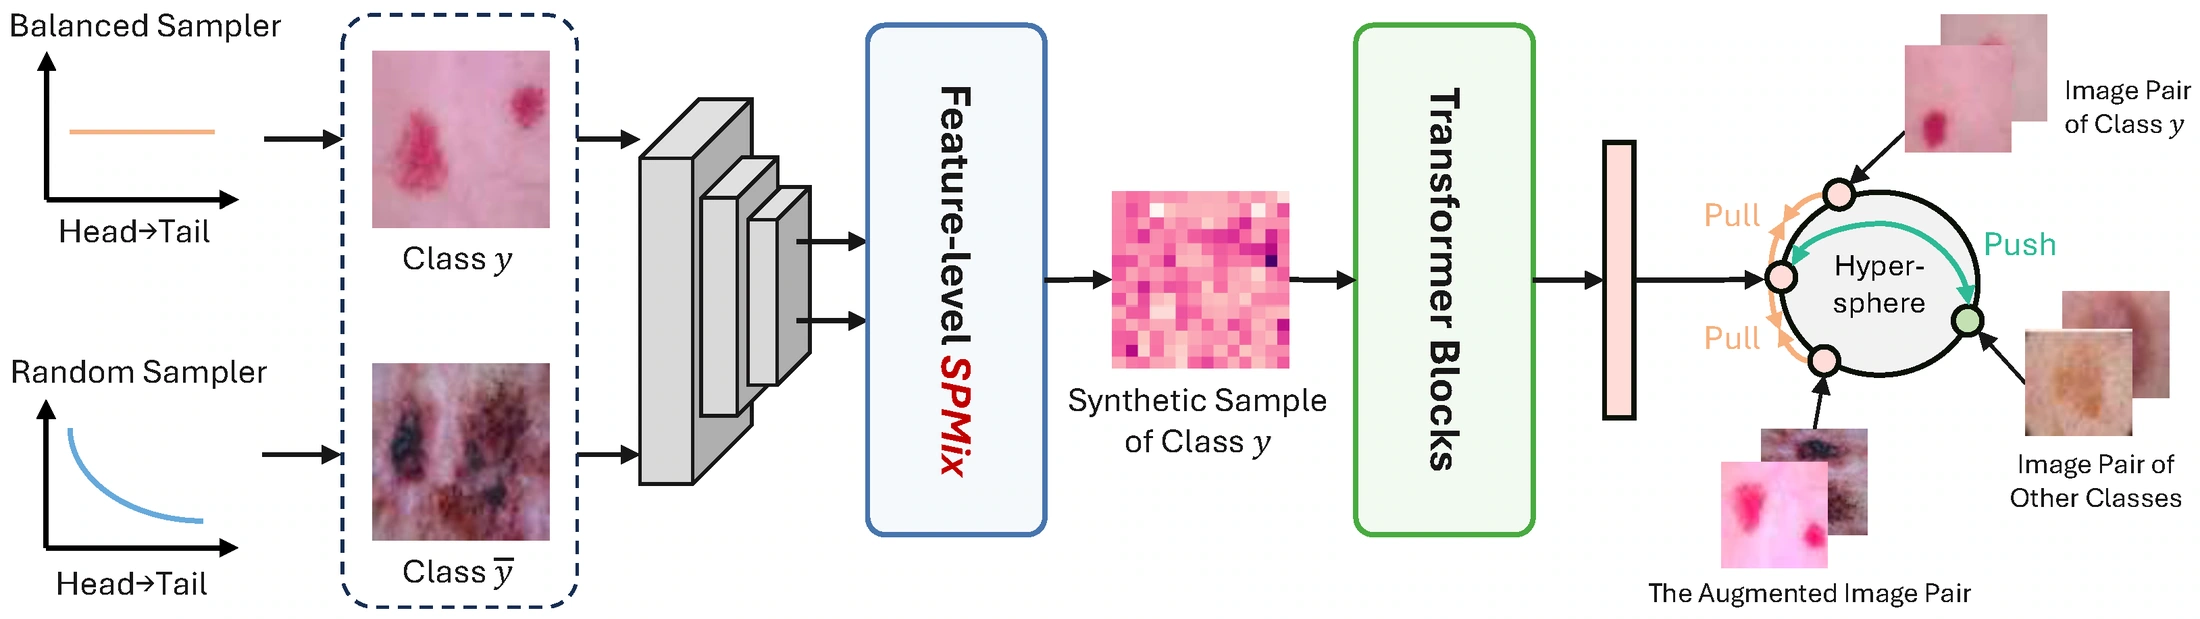 Balanced Sampler
Head→Tail
Random Sampler
Head→Tail
Class y
Class ȳ
Feature-level SPMix
Synthetic Sample
of Class y
Transformer Blocks
Pull
Pull
Push
Hyper-
sphere
Image Pair
of Class y
Image Pair of
Other Classes
The Augmented Image Pair